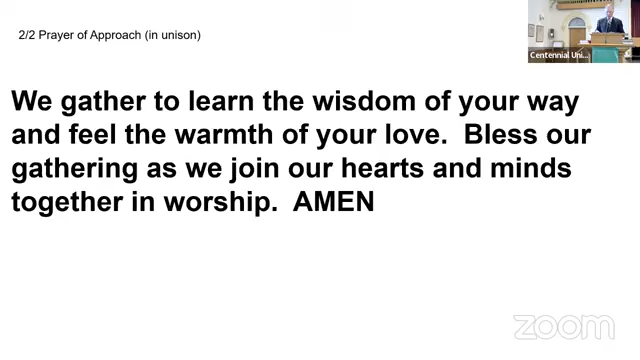 2/2 Prayer of Approach (in unison)
Centennial Uni...
We gather to learn the wisdom of your way
and feel the warmth of your love.  Bless our
gathering as we join our hearts and minds
together in worship.  AMEN
zoom